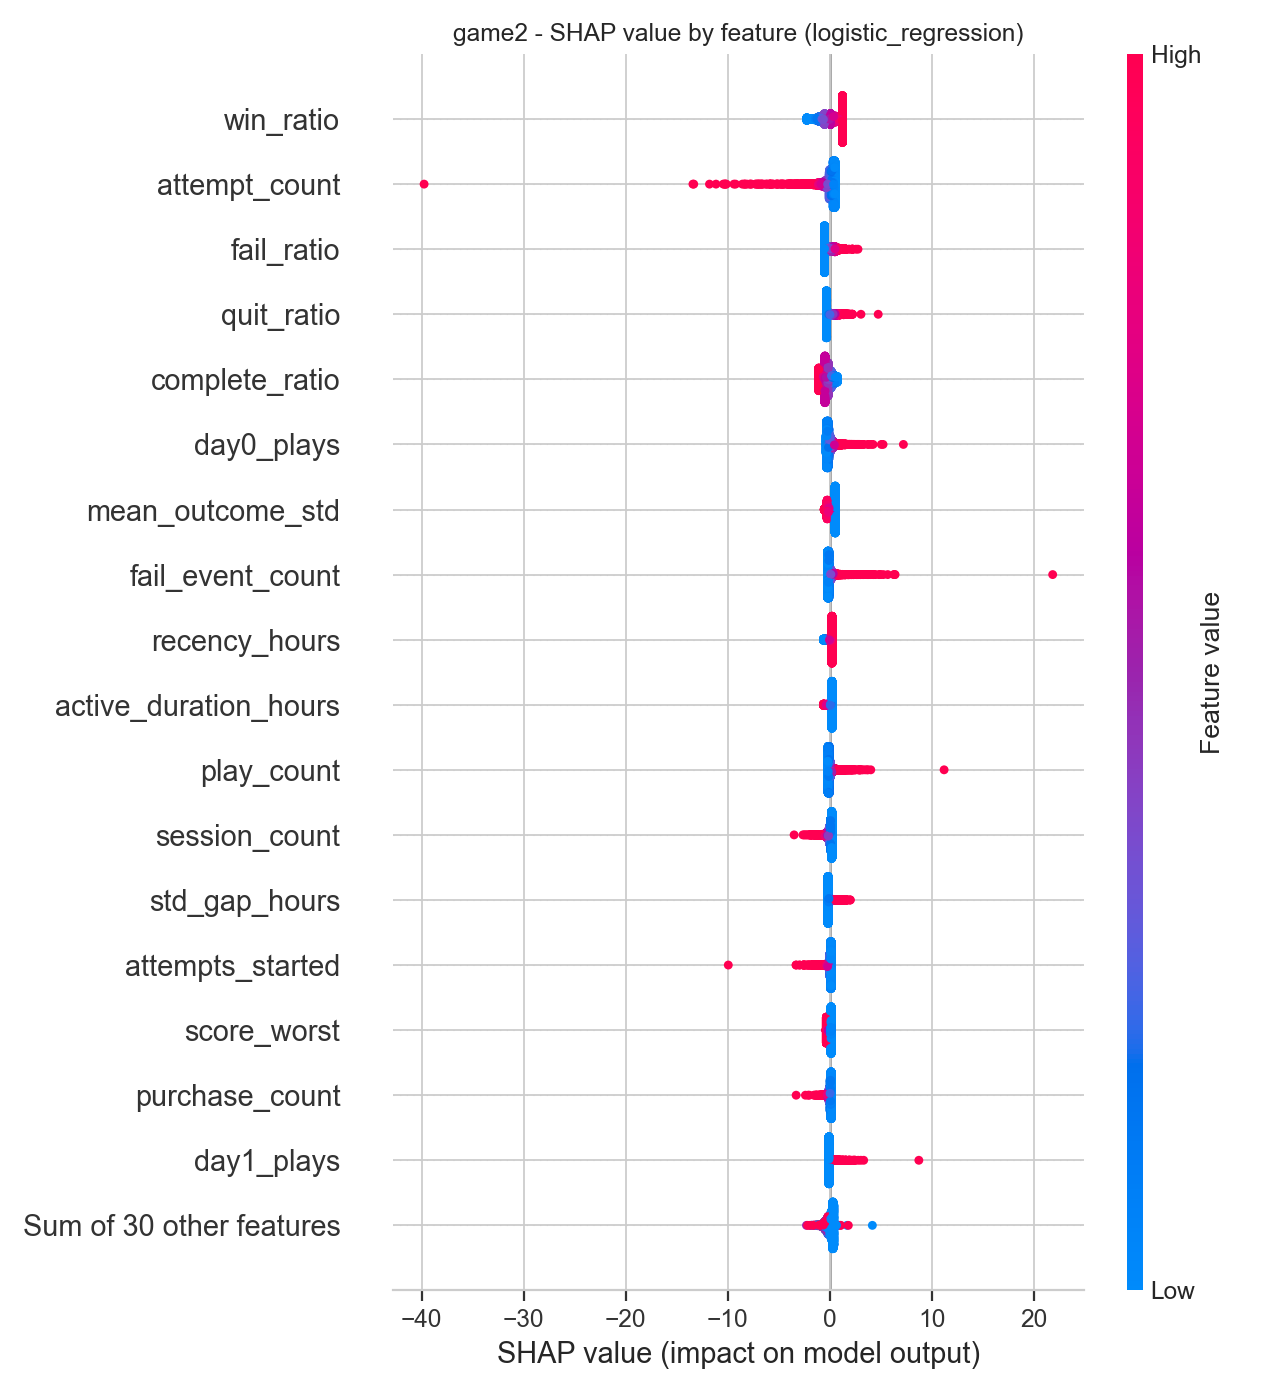 game2 - SHAP value by feature (logistic_regression)
High
win_ratio
attempt_count
fail_ratio
quit_ratio
complete_ratio
day0_plays
mean_outcome_std
fail_event_count
recency_hours
active_duration_hours
play_count
session_count
std_gap_hours
attempts_started
score_worst
purchase_count
day1_plays
Sum of 30 other features
Feature value
Low
−40 −30 −20 −10 0 10 20
SHAP value (impact on model output)